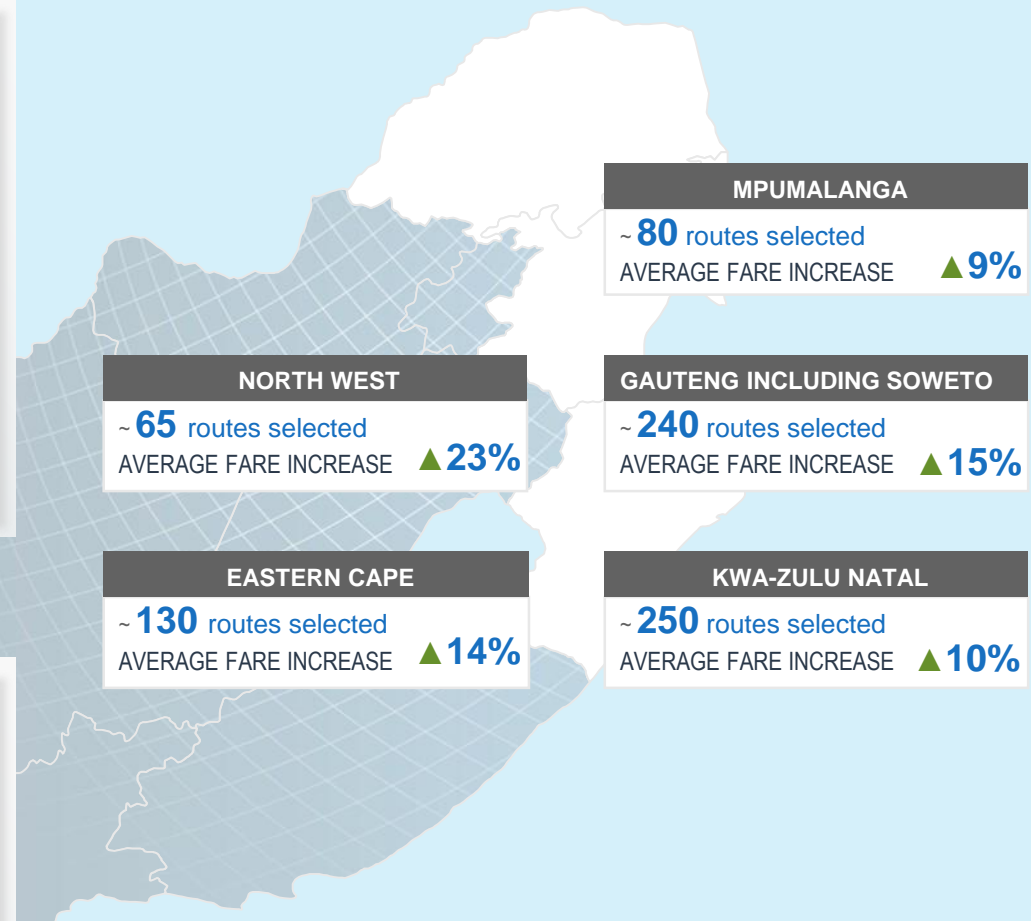 MPUMALANGA
~ 80 routes selected
AVERAGE FARE INCREASE ▲9%
NORTH WEST
~ 65 routes selected
AVERAGE FARE INCREASE ▲23%
GAUTENG INCLUDING SOWETO
~ 240 routes selected
AVERAGE FARE INCREASE ▲15%
EASTERN CAPE
~ 130 routes selected
AVERAGE FARE INCREASE ▲14%
KWA-ZULU NATAL
~ 250 routes selected
AVERAGE FARE INCREASE ▲10%